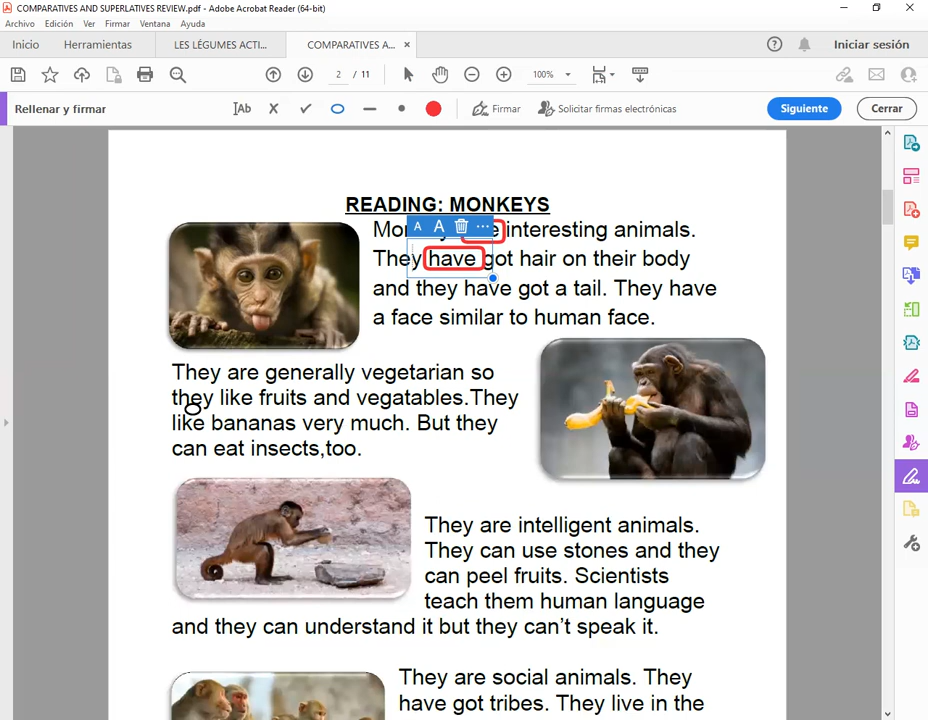 COMPARATIVES AND SUPERLATIVES REVIEW.pdf - Adobe Acrobat Reader (64-bit)
Archivo Edición Ver Firmar Ventana Ayuda
Inicio Herramientas LES LÉGUMES ACTI... COMPARATIVES A... × Iniciar sesión
2 / 11 100%
Rellenar y firmar Ab Firmar Solicitar firmas electrónicas Siguiente Cerrar
READING: MONKEYS
A A ...
interesting animals.
They have got hair on their body
and they have got a tail. They have
a face similar to human face.
They are generally vegetarian so
they like fruits and vegatables.They
8
like bananas very much. But they
can eat insects,too.
They are intelligent animals.
They can use stones and they
can peel fruits. Scientists
teach them human language
and they can understand it but they can't speak it.
They are social animals. They
have got tribes. They live in the